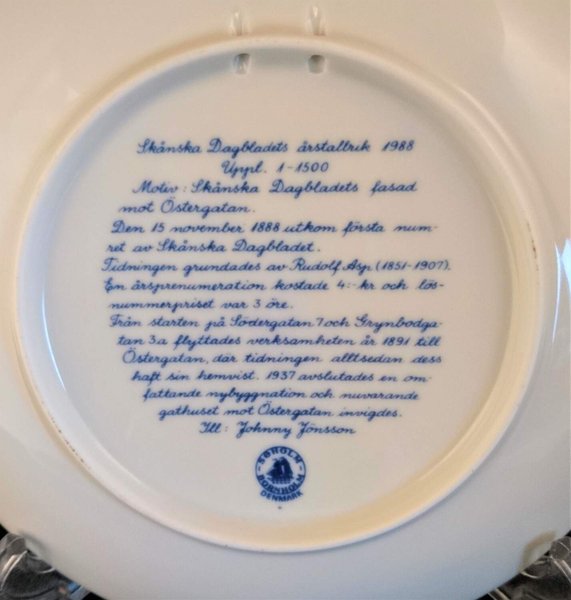 Skånska Dagbladets årstallrik 1988
Uppl. 1-1500
Motiv: Skånska Dagbladets fasad
mot Östergatan.
Den 15 november 1888 utkom första num-
ret av Skånska Dagbladet.
Tidningen grundades av Rudolf Asp (1851-1907).
En årsprenumeration kostade 4:-kr och lös-
nummerpriset var 3 öre.
Från starten på Södergatan 7 och Grynbodga-
tan 3.a flyttades verksamheten år 1891 till
Östergatan, där tidningen alltsedan dess
haft sin hemvist. 1937 avslutades en om-
fattande nybyggnation och nuvarande
gathuset mot Östergatan invigdes.
Ill: Johnny Jönsson
SØHOLM
BORNHOLM
DENMARK